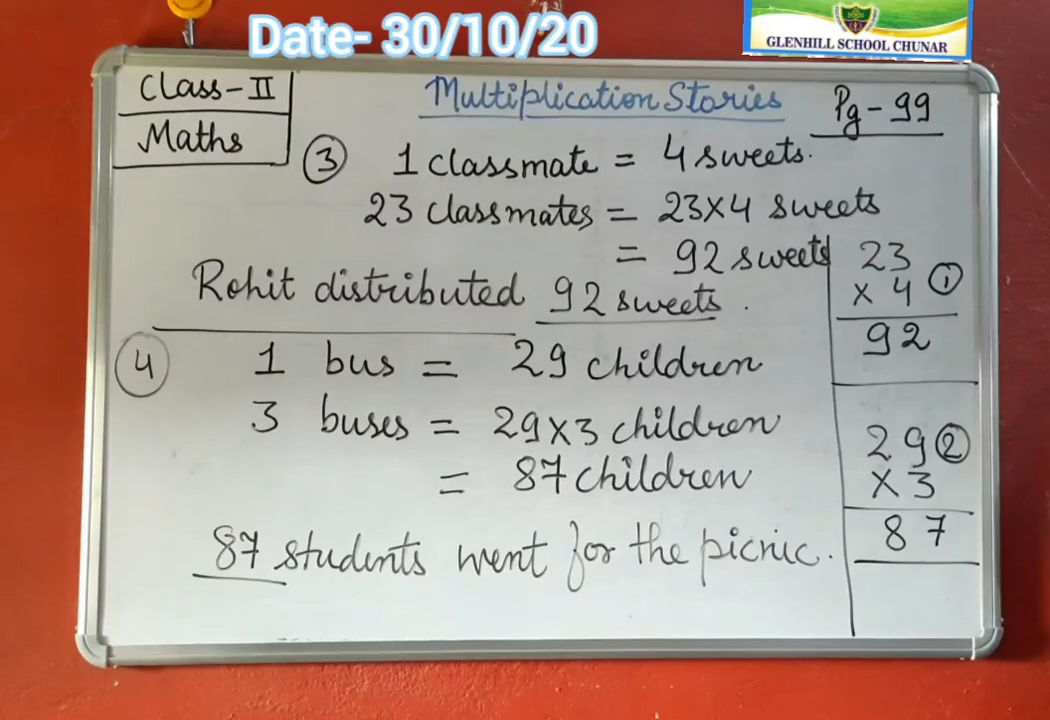 Date- 30/10/20
GLENHILL SCHOOL CHUNAR
Class-II
Maths
Multiplication Stories
Pg-99
③ 1 classmate = 4 sweets.
23 classmates = 23×4 sweets
= 92 sweets
Rohit distributed 92 sweets.
23 ①
× 4
92
④ 1 bus = 29 children
3 buses = 29×3 children
= 87 children
87 students went for the picnic.
29 ②
×3
87